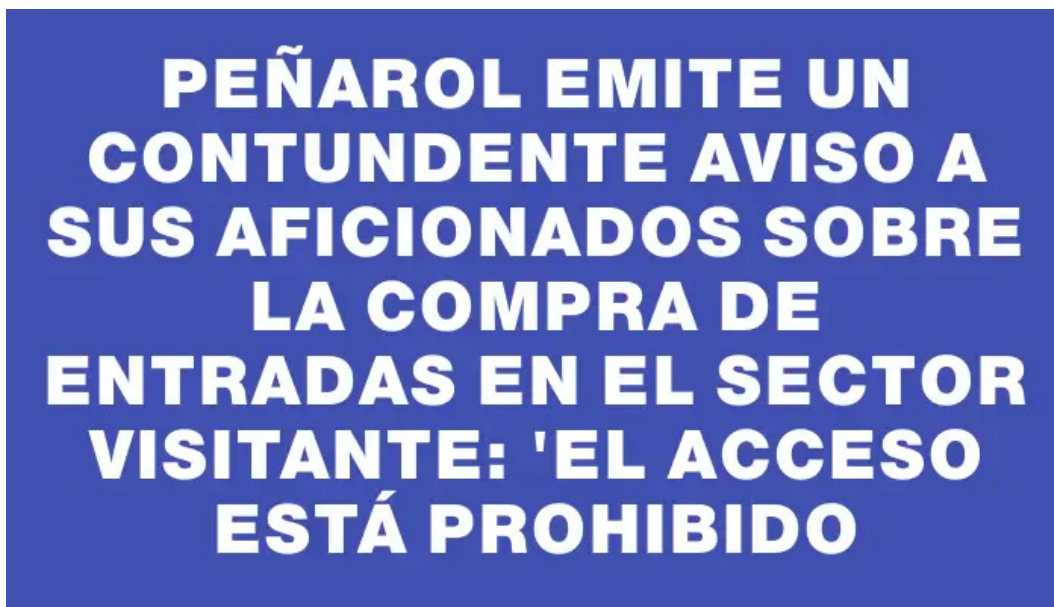 PEÑAROL EMITE UN
CONTUNDENTE AVISO A
SUS AFICIONADOS SOBRE
LA COMPRA DE
ENTRADAS EN EL SECTOR
VISITANTE: 'EL ACCESO
ESTÁ PROHIBIDO